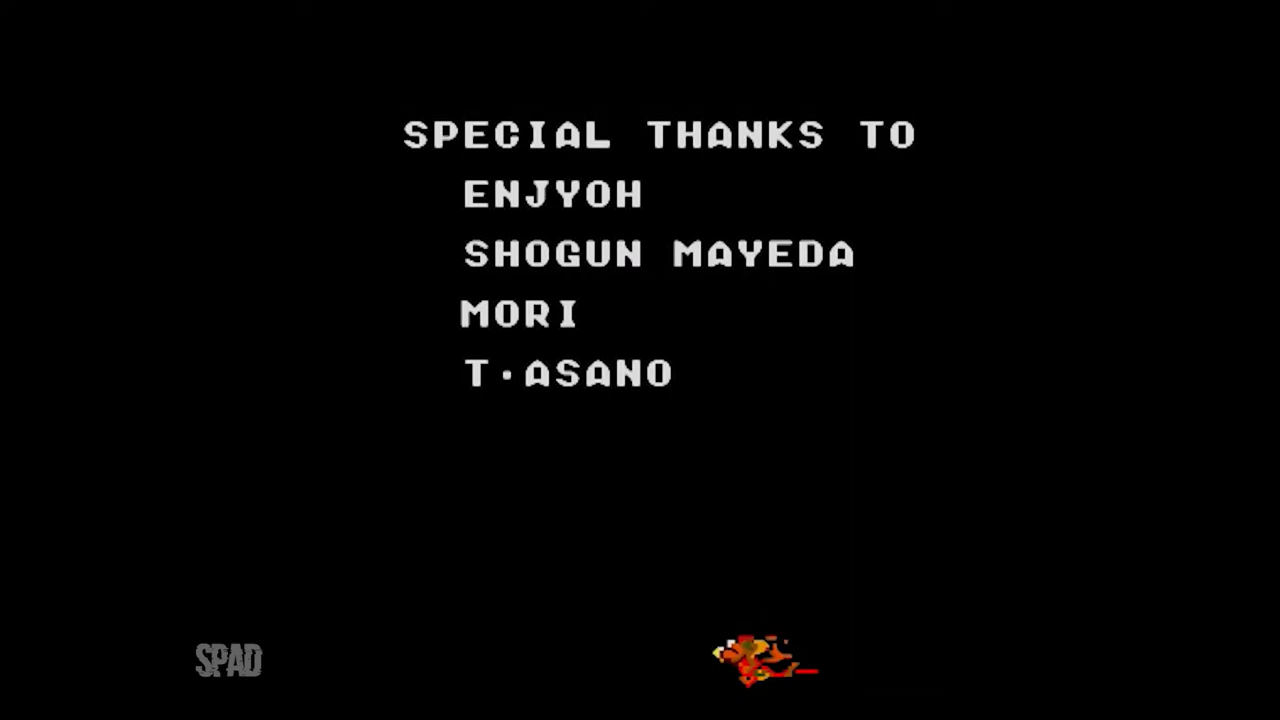 SPECIAL THANKS TO
ENJYOH
SHOGUN MAYEDA
MORI
T·ASANO
SPAD